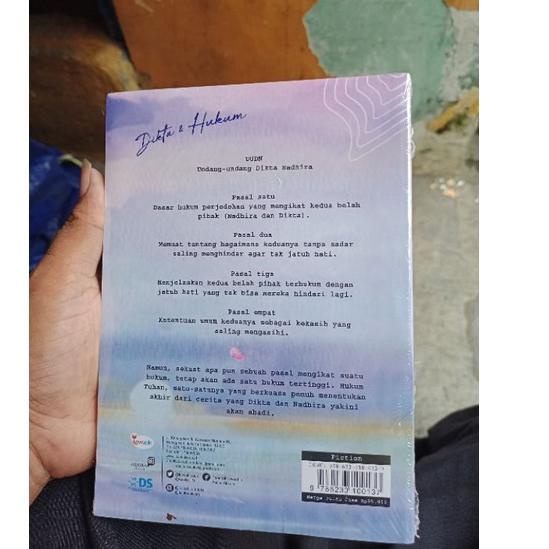 Dikta & Hukum
UUDN
Undang-undang Dikta Nadhira
Pasal satu
Dasar hukum perjodohan yang mengikat kedua belah
pihak (Nadhira dan Dikta).
Pasal dua
Memuat tentang bagaimana keduanya tanpa sadar
saling menghindar agar tak jatuh hati.
Pasal tiga
Menjelaskan kedua belah pihak terhukum dengan
jatuh hati yang tak bisa mereka hindari lagi.
Pasal empat
Ketentuan umum keduanya sebagai kekasih yang
saling mengasihi.
Namun, sekuat apa pun sebuah pasal mengikat suatu
hukum, tetap akan ada satu hukum tertinggi. Hukum
Tuhan, satu-satunya yang berkuasa penuh menentukan
akhir dari cerita yang Dikta dan Nadhira yakini
akan abadi.
Fiction
DS